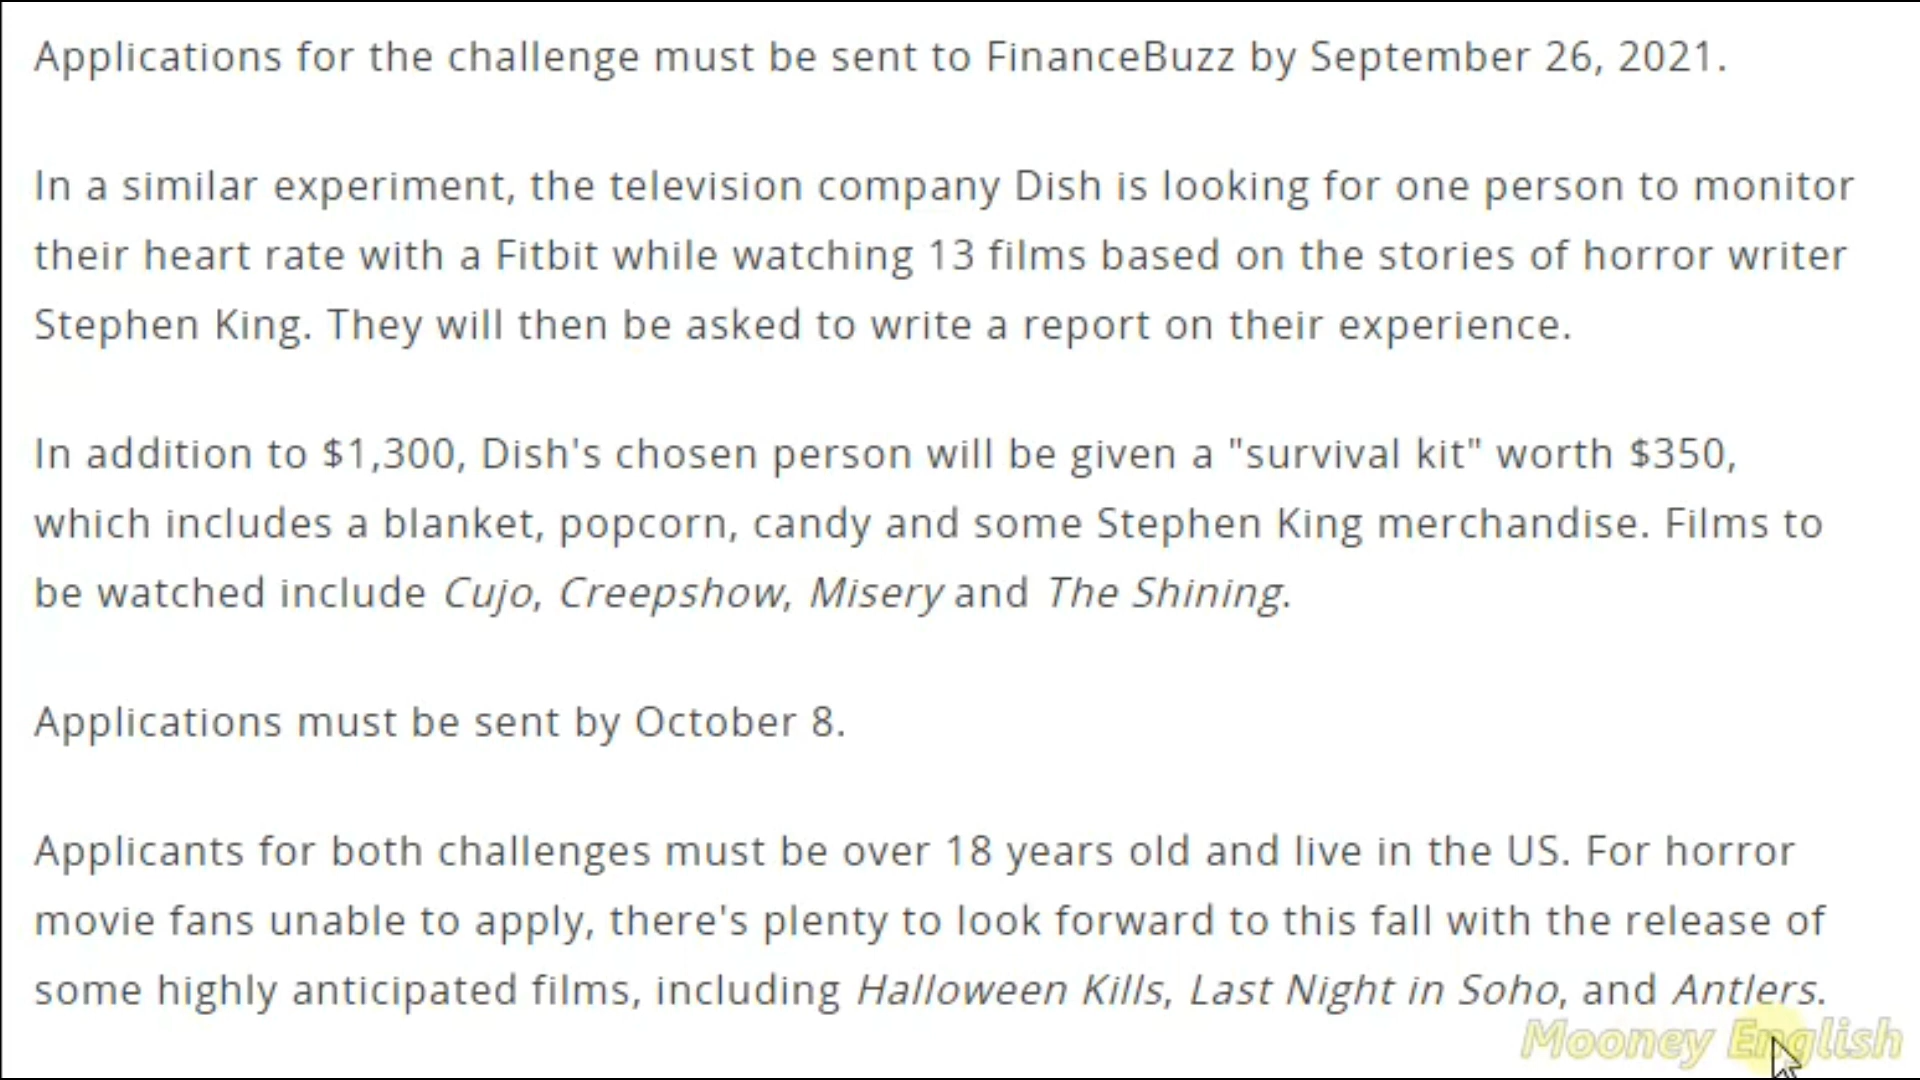 Applications for the challenge must be sent to FinanceBuzz by September 26, 2021.
In a similar experiment, the television company Dish is looking for one person to monitor
their heart rate with a Fitbit while watching 13 films based on the stories of horror writer
Stephen King. They will then be asked to write a report on their experience.
In addition to $1,300, Dish's chosen person will be given a "survival kit" worth $350,
which includes a blanket, popcorn, candy and some Stephen King merchandise. Films to
be watched include Cujo, Creepshow, Misery and The Shining.
Applications must be sent by October 8.
Applicants for both challenges must be over 18 years old and live in the US. For horror
movie fans unable to apply, there's plenty to look forward to this fall with the release of
some highly anticipated films, including Halloween Kills, Last Night in Soho, and Antlers.
Mooney English